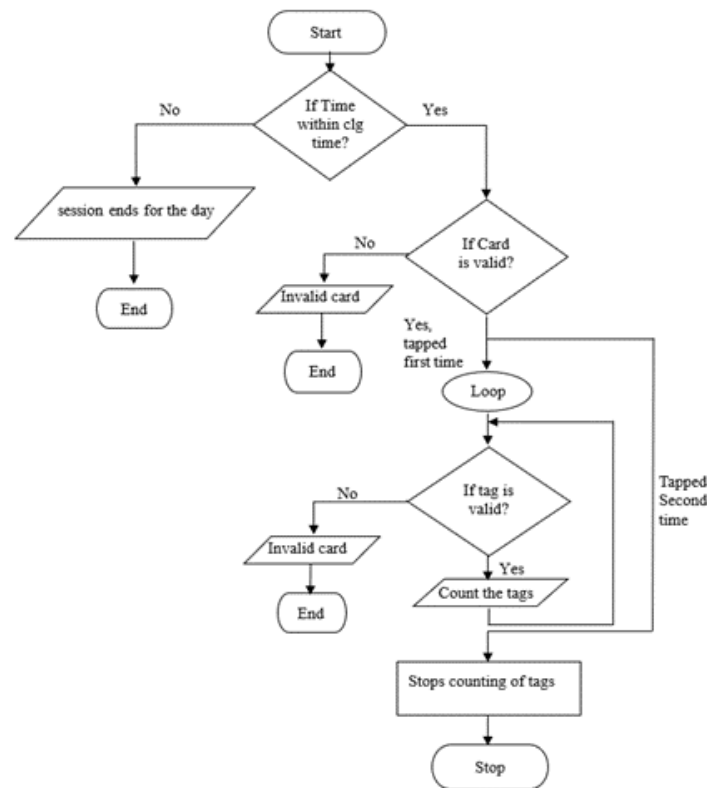 Start
If Time
within clg
time?
No
Yes
session ends for the day
End
If Card
is valid?
No
Invalid card
End
Yes,
tapped
first time
Loop
If tag is
valid?
No
Invalid card
End
Yes
Count the tags
Tapped
Second
time
Stops counting of tags
Stop